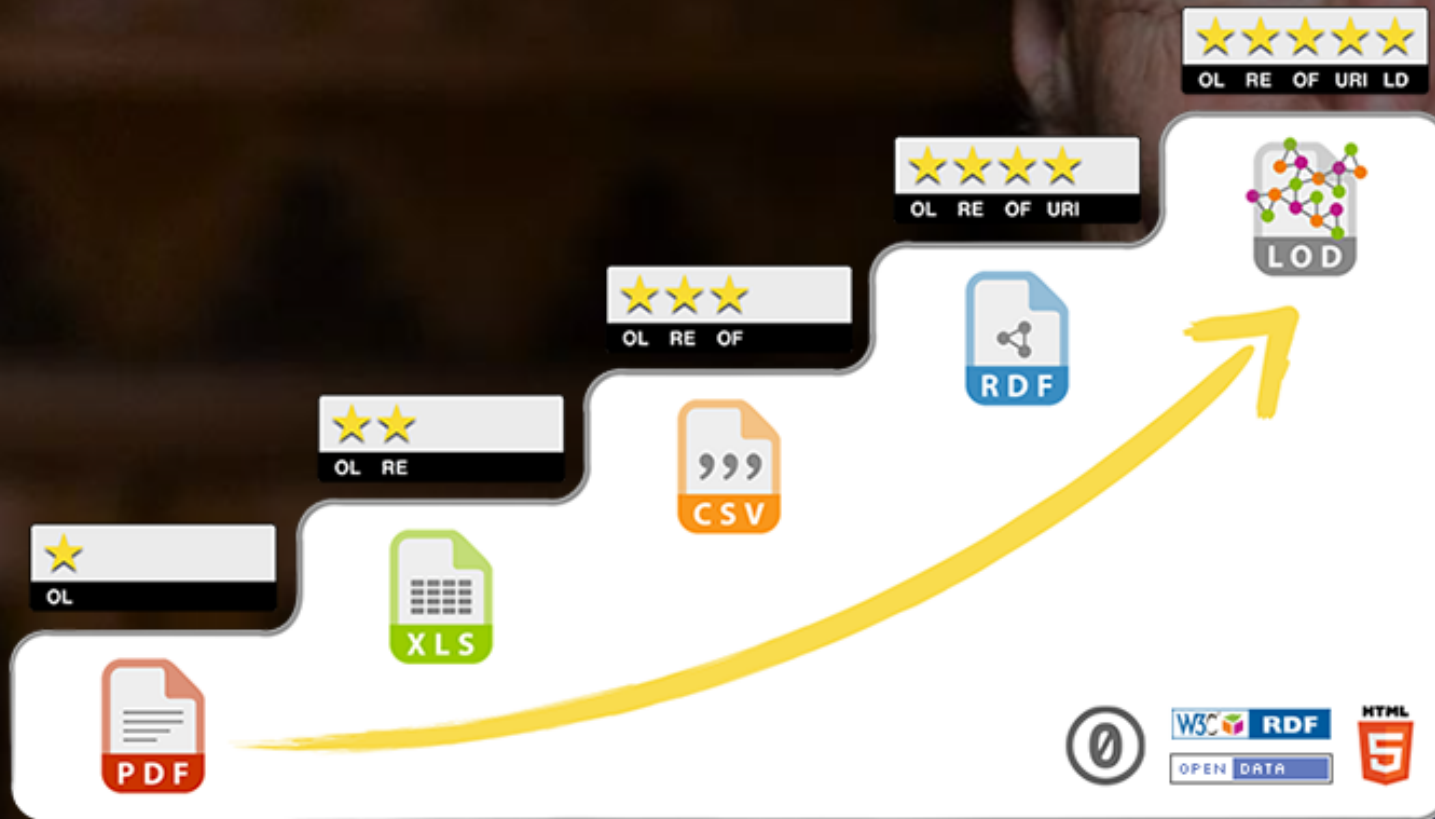 OL RE OF URI LD
LOD
OL RE OF URI
RDF
OL RE OF
CSV
OL RE
XLS
OL
PDF
0
W3C RDF
OPEN DATA
HTML
5